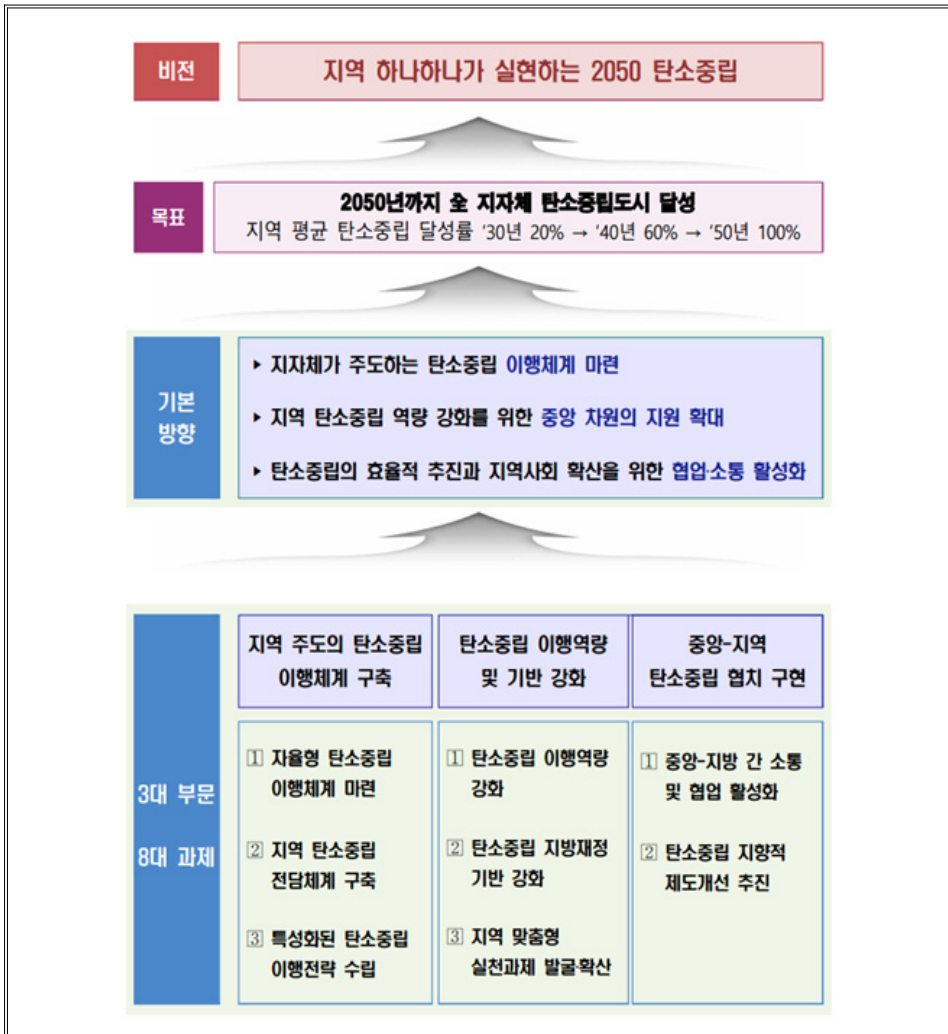 비전
지역 하나하나가 실현하는 2050 탄소중립
목표
2050년까지 全 지자체 탄소중립도시 달성
지역 평균 탄소중립 달성률 '30년 20% → '40년 60% → '50년 100%
기본
방향
▸ 지자체가 주도하는 탄소중립 이행체계 마련
▸ 지역 탄소중립 역량 강화를 위한 중앙 차원의 지원 확대
▸ 탄소중립의 효율적 추진과 지역사회 확산을 위한 협업·소통 활성화
3대 부문
8대 과제
지역 주도의 탄소중립
이행체계 구축
1 자율형 탄소중립
이행체계 마련
2 지역 탄소중립
전담체계 구축
3 특성화된 탄소중립
이행전략 수립
탄소중립 이행역량
및 기반 강화
1 탄소중립 이행역량
강화
2 탄소중립 지방재정
기반 강화
3 지역 맞춤형
실천과제 발굴·확산
중앙-지역
탄소중립 협치 구현
1 중앙-지방 간 소통
및 협업 활성화
2 탄소중립 지향적
제도개선 추진